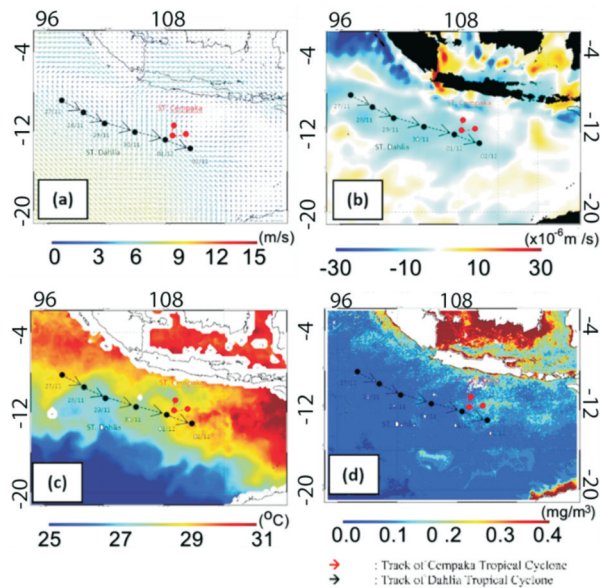 96 108
-4
-12
-20
ST. Cempaka
27/11
28/11
29/11
30/11
01/12
02/12
ST. Dahlia
(a)
(m/s)
0 3 6 9 12 15
96 108
-4
-12
-20
27/11
28/11
29/11
30/11
01/12
02/12
ST. Dahlia
(b)
(x10-6m /s)
-30 -10 10 30
96 108
-4
-12
-20
27/11
28/11
29/11
30/11
01/12
02/12
ST. Dahlia
(c)
(oC)
25 27 29 31
96 108
-4
-12
-20
(d)
(mg/m3)
0.0 0.1 0.2 0.3 0.4
: Track of Cempaka Tropical Cyclone
: Track of Dahlia Tropical Cyclone